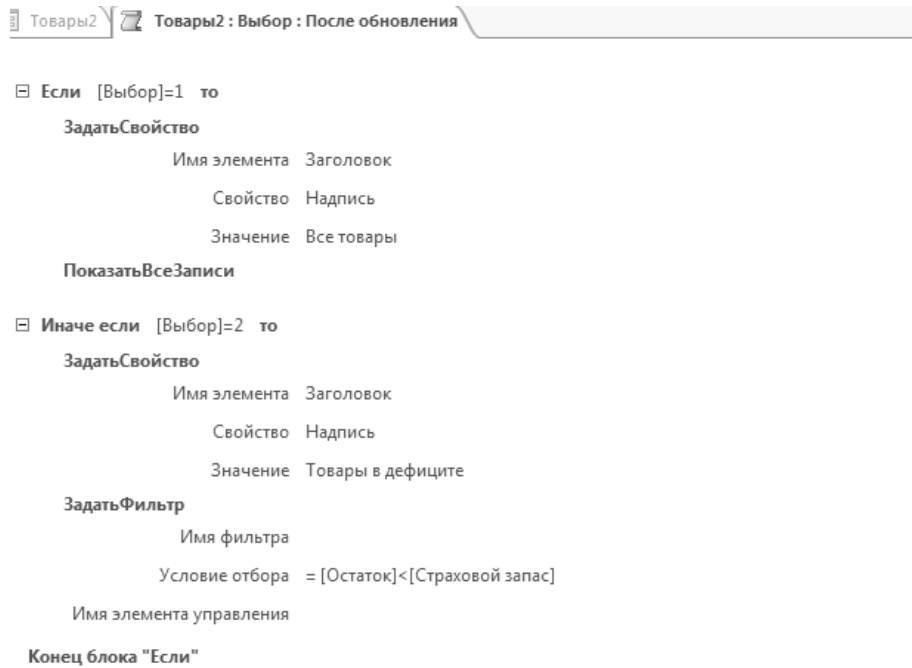 Товары2 Товары2 : Выбор : После обновления
Если [Выбор]=1 то
ЗадатьСвойство
Имя элемента Заголовок
Свойство Надпись
Значение Все товары
ПоказатьВсеЗаписи
Иначе если [Выбор]=2 то
ЗадатьСвойство
Имя элемента Заголовок
Свойство Надпись
Значение Товары в дефиците
ЗадатьФильтр
Имя фильтра
Условие отбора = [Остаток]<[Страховой запас]
Имя элемента управления
Конец блока "Если"